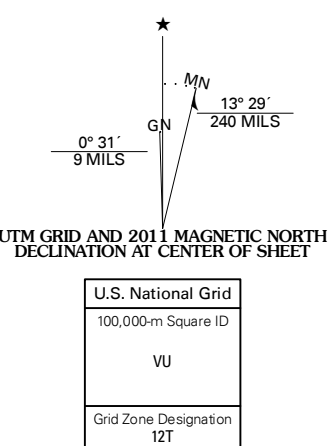 ★
MN
GN
13° 29´
240 MILS
0° 31´
9 MILS
UTM GRID AND 2011 MAGNETIC NORTH
DECLINATION AT CENTER OF SHEET
U.S. National Grid
100,000-m Square ID
VU
Grid Zone Designation
12T